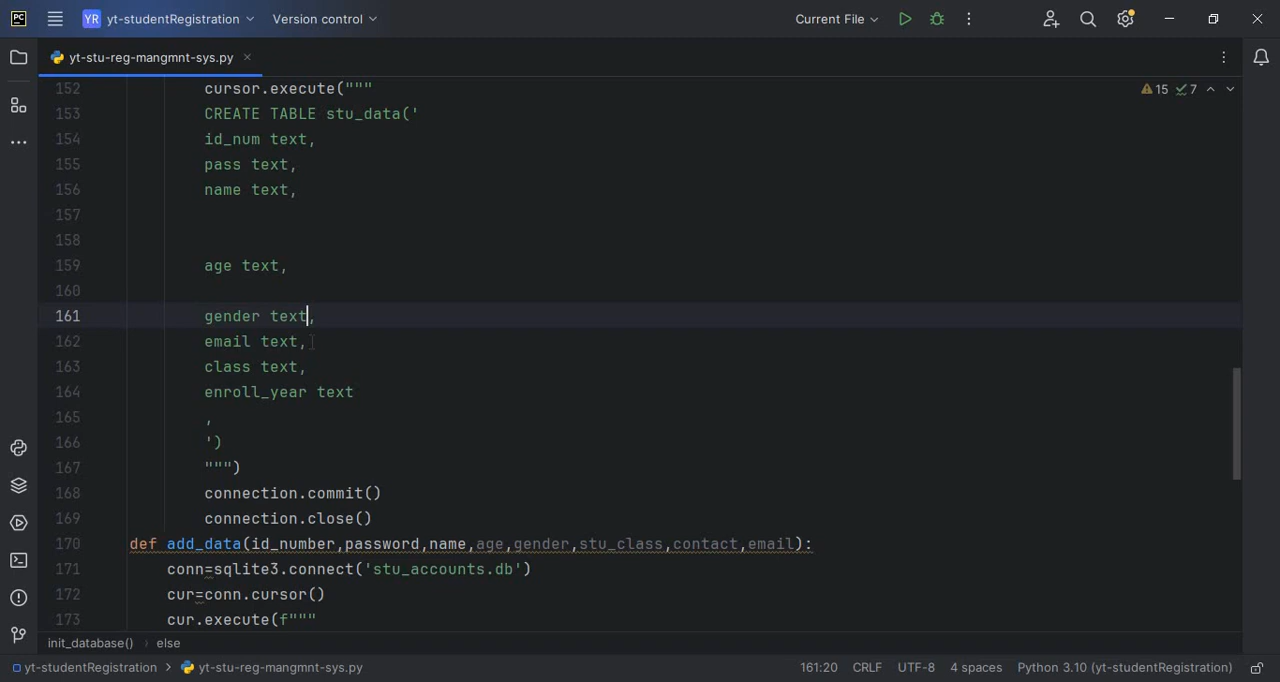 PC YR yt-studentRegistration Version control Current File
yt-stu-reg-mangmnt-sys.py
15 7
152 cursor.execute("""
153 CREATE TABLE stu_data('
154 id_num text,
155 pass text,
156 name text,
157
158
159 age text,
160
161 gender text,
162 email text,
163 class text,
164 enroll_year text
165 ,
166 ')
167 """)
168 connection.commit()
169 connection.close()
170 def add_data(id_number,password,name,age,gender,stu_class,contact,email):
171 conn=sqlite3.connect('stu_accounts.db')
172 cur=conn.cursor()
173 cur.execute(f"""
init_database() › else
yt-studentRegistration > yt-stu-reg-mangmnt-sys.py 161:20 CRLF UTF-8 4 spaces Python 3.10 (yt-studentRegistration)